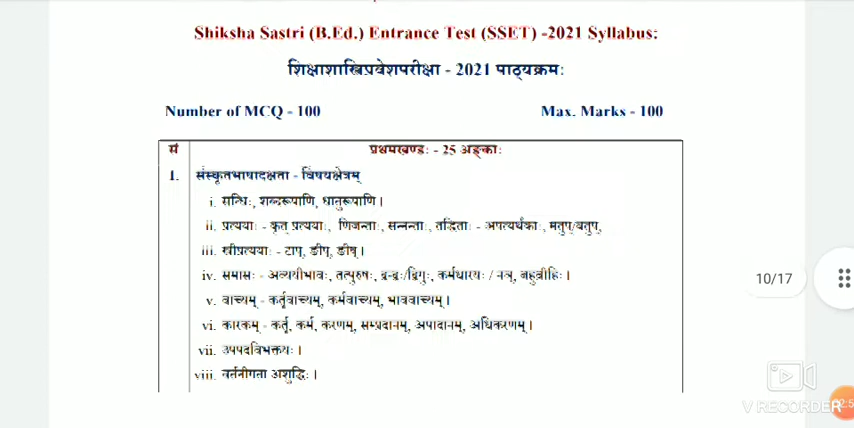 Shiksha Sastri (B.Ed.) Entrance Test (SSET) -2021 Syllabus:
शिक्षाशास्त्रिप्रवेशपरीक्षा - 2021 पाठ्यक्रमः
Number of MCQ - 100 Max. Marks - 100
सं प्रथमखण्डः - 25 अङ्काः
1. संस्कृतभाषादक्षता - विषयक्षेत्रम्
i. सन्धिः, शब्दरूपाणि, धातुरूपाणि।
ii. प्रत्ययाः - कृत् प्रत्ययाः, णिजन्ताः, सन्नन्ताः, तद्धिताः - अपत्यर्थकाः, मतुप्/वतुप्,
iii. स्त्रीप्रत्ययाः - टाप्, ङीप्, ङीष्।
iv. समासः - अव्ययीभावः, तत्पुरुषः, द्वन्द्वः/द्विगुः, कर्मधारयः / नञ्, बहुव्रीहिः।
v. वाच्यम् - कर्तृवाच्यम्, कर्मवाच्यम्, भाववाच्यम्।
vi. कारकम् - कर्तृ, कर्म, करणम्, सम्प्रदानम्, अपादानम्, अधिकरणम्।
vii. उपपदविभक्तयः।
viii. वर्तनीगता अशुद्धिः।
10/17
V RECORDER
02:5